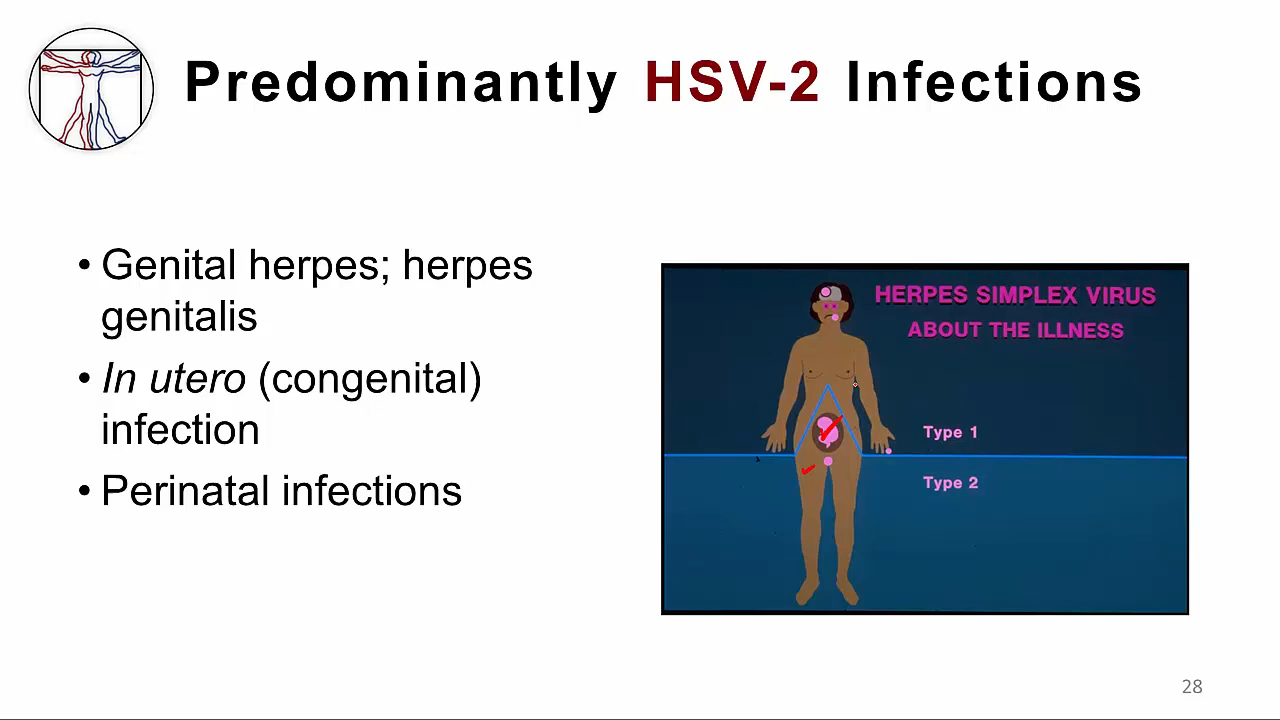 Predominantly HSV-2 Infections
• Genital herpes; herpes
genitalis
• In utero (congenital)
infection
• Perinatal infections
HERPES SIMPLEX VIRUS
ABOUT THE ILLNESS
Type 1
Type 2
28